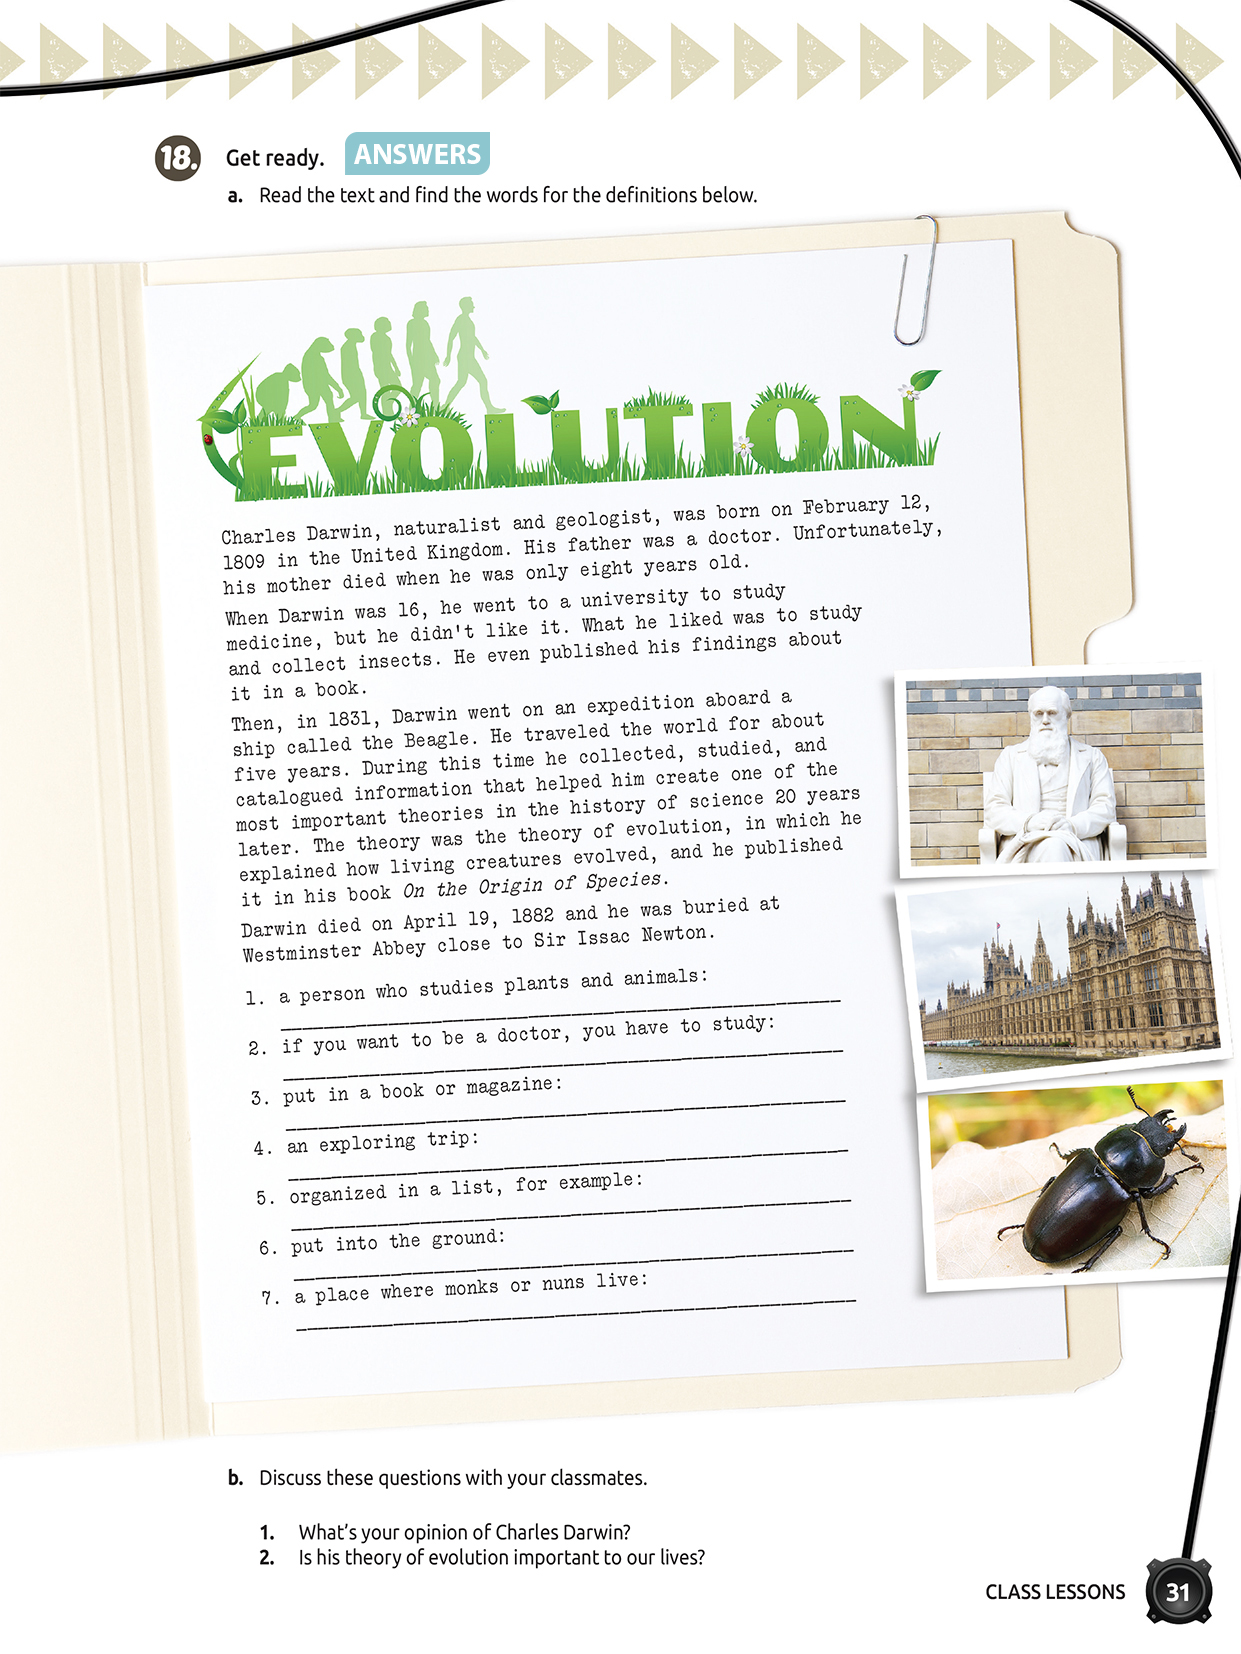 18. Get ready. ANSWERS
a. Read the text and find the words for the definitions below.
EVOLUTION
Charles Darwin, naturalist and geologist, was born on February 12,
1809 in the United Kingdom. His father was a doctor. Unfortunately,
his mother died when he was only eight years old.
When Darwin was 16, he went to a university to study
medicine, but he didn't like it. What he liked was to study
and collect insects. He even published his findings about
it in a book.
Then, in 1831, Darwin went on an expedition aboard a
ship called the Beagle. He traveled the world for about
five years. During this time he collected, studied, and
catalogued information that helped him create one of the
most important theories in the history of science 20 years
later. The theory was the theory of evolution, in which he
explained how living creatures evolved, and he published
it in his book On the Origin of Species.
Darwin died on April 19, 1882 and he was buried at
Westminster Abbey close to Sir Issac Newton.
1. a person who studies plants and animals:
2. if you want to be a doctor, you have to study:
3. put in a book or magazine:
4. an exploring trip:
5. organized in a list, for example:
6. put into the ground:
7. a place where monks or nuns live:
b. Discuss these questions with your classmates.
1. What's your opinion of Charles Darwin?
2. Is his theory of evolution important to our lives?
CLASS LESSONS 31